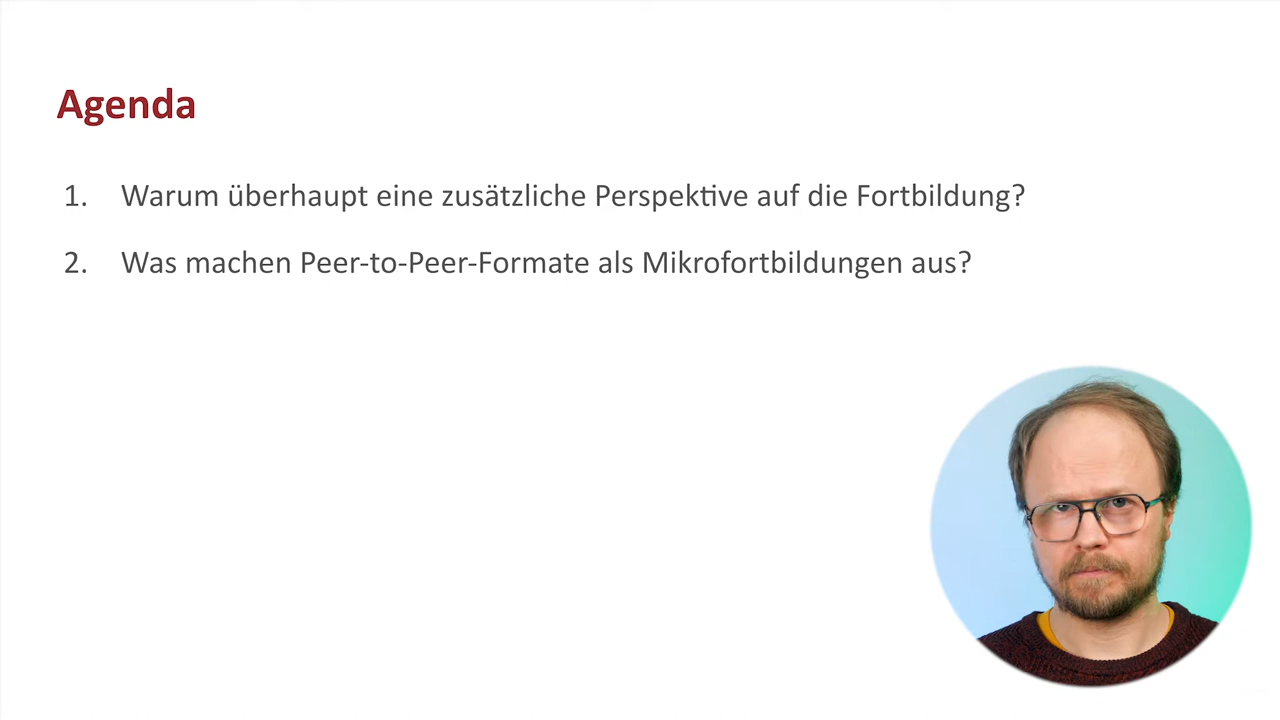 Agenda
1. Warum überhaupt eine zusätzliche Perspektive auf die Fortbildung?
2. Was machen Peer-to-Peer-Formate als Mikrofortbildungen aus?